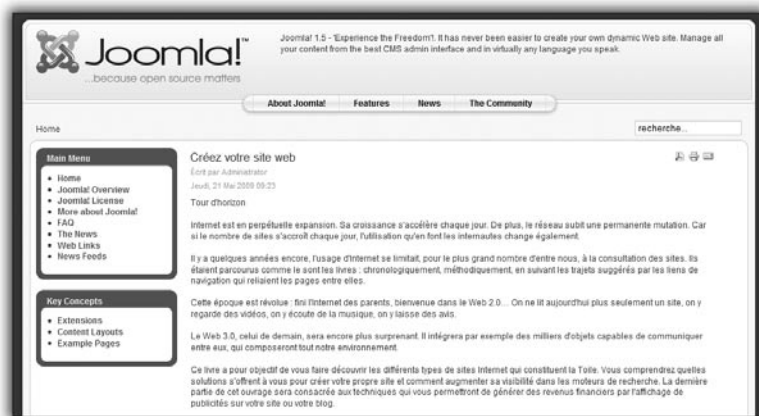 Joomla!™
...because open source matters
Joomla! 1.5 - 'Experience the Freedom'!. It has never been easier to create your own dynamic Web site. Manage all
your content from the best CMS admin interface and in virtually any language you speak.
About Joomla!
Features
News
The Community
Home
recherche...
Main Menu
Home
Joomla! Overview
Joomla! License
More about Joomla!
FAQ
The News
Web Links
News Feeds
Key Concepts
Extensions
Content Layouts
Example Pages
Créez votre site web
Écrit par Administrator
Jeudi, 21 Mai 2009 09:23
Tour d'horizon
Internet est en perpétuelle expansion. Sa croissance s'accélère chaque jour. De plus, le réseau subit une permanente mutation. Car
si le nombre de sites s'accroît chaque jour, l'utilisation qu'en font les internautes change également.
Il y a quelques années encore, l'usage d'Internet se limitait, pour le plus grand nombre d'entre nous, à la consultation des sites. Ils
étaient parcourus comme le sont les livres : chronologiquement, méthodiquement, en suivant les trajets suggérés par les liens de
navigation qui reliaient les pages entre elles.
Cette époque est révolue : fini l'Internet des parents, bienvenue dans le Web 2.0... On ne lit aujourd'hui plus seulement un site, on y
regarde des vidéos, on y écoute de la musique, on y laisse des avis.
Le Web 3.0, celui de demain, sera encore plus surprenant. Il intégrera par exemple des milliers d'objets capables de communiquer
entre eux, qui composeront tout notre environnement.
Ce livre a pour objectif de vous faire découvrir les différents types de sites Internet qui constituent la Toile. Vous comprendrez quelles
solutions s'offrent à vous pour créer votre propre site et comment augmenter sa visibilité dans les moteurs de recherche. La dernière
partie de cet ouvrage sera consacrée aux techniques qui vous permettront de générer des revenus financiers par l'affichage de
publicités sur votre site ou votre blog.